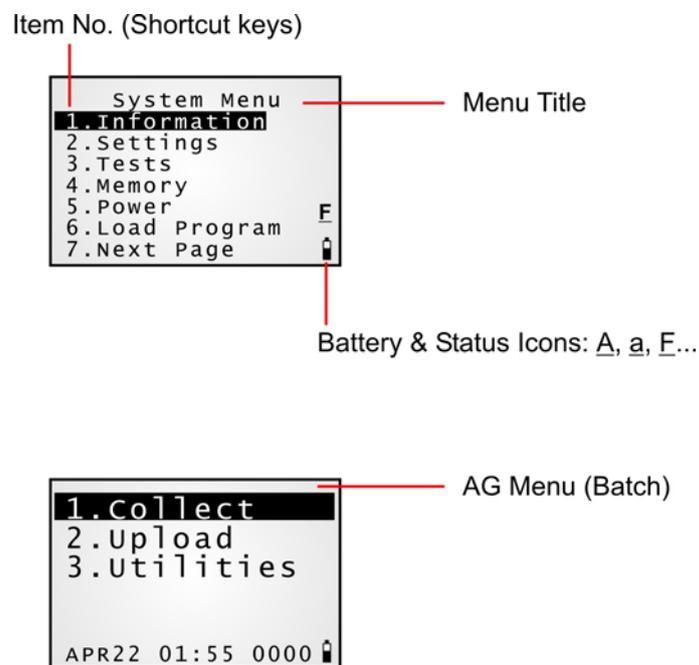 Item No. (Shortcut keys)
System Menu
Menu Title
1.Information
2.Settings
3.Tests
4.Memory
5.Power
F
6.Load Program
7.Next Page
Battery & Status Icons: A, a, F...
AG Menu (Batch)
1.Collect
2.Upload
3.Utilities
APR22 01:55 0000